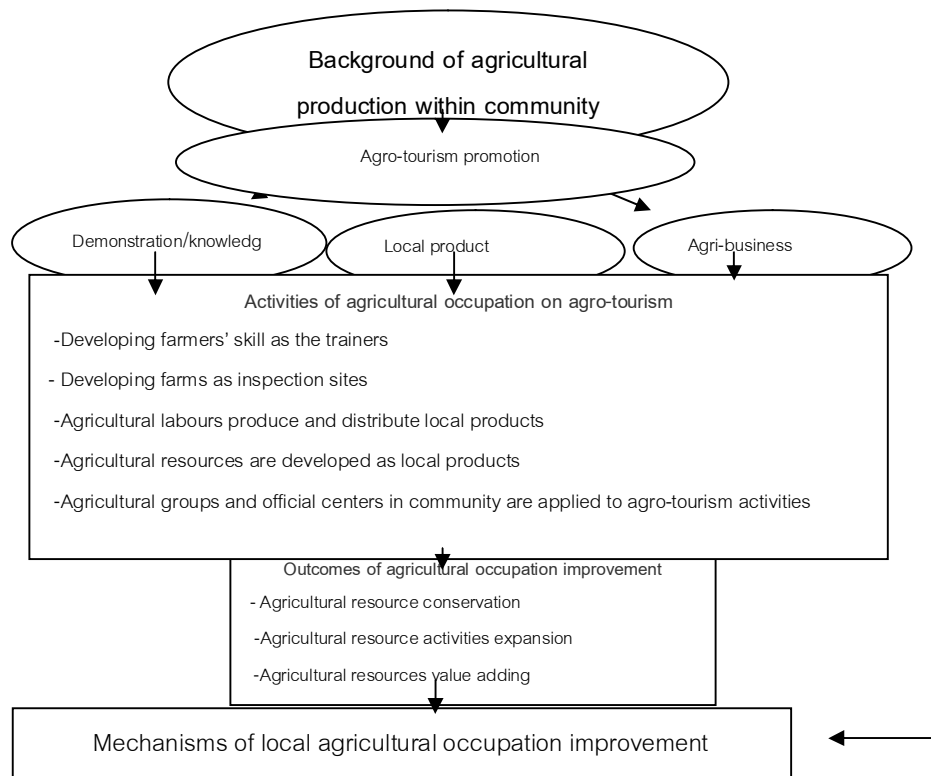 Background of agricultural
production within community
Agro-tourism promotion
Demonstration/knowledg
Local product
Agri-business
Activities of agricultural occupation on agro-tourism
-Developing farmers’ skill as the trainers
- Developing farms as inspection sites
-Agricultural labours produce and distribute local products
-Agricultural resources are developed as local products
-Agricultural groups and official centers in community are applied to agro-tourism activities
Outcomes of agricultural occupation improvement
- Agricultural resource conservation
-Agricultural resource activities expansion
-Agricultural resources value adding
Mechanisms of local agricultural occupation improvement